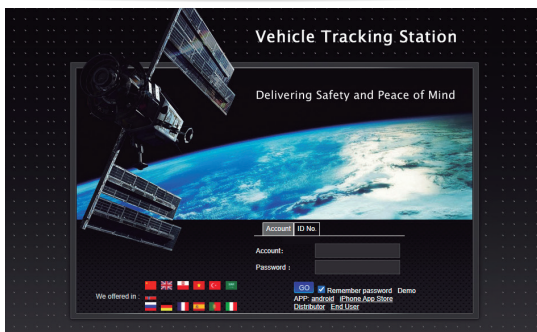 Vehicle Tracking Station
Delivering Safety and Peace of Mind
Account ID No.
Account:
Password :
We offered in :
GO Remember password Demo
APP: android iPhone App Store
Distributor End User